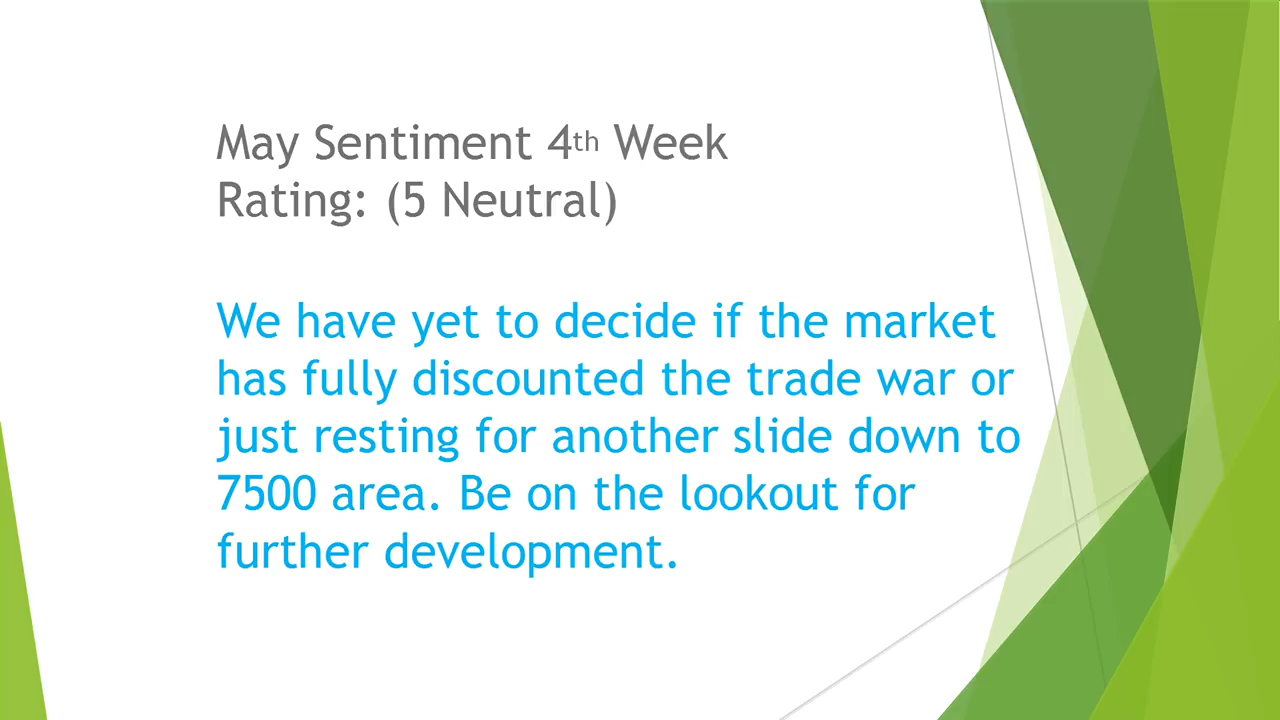 May Sentiment 4th Week
Rating: (5 Neutral)
We have yet to decide if the market
has fully discounted the trade war or
just resting for another slide down to
7500 area. Be on the lookout for
further development.